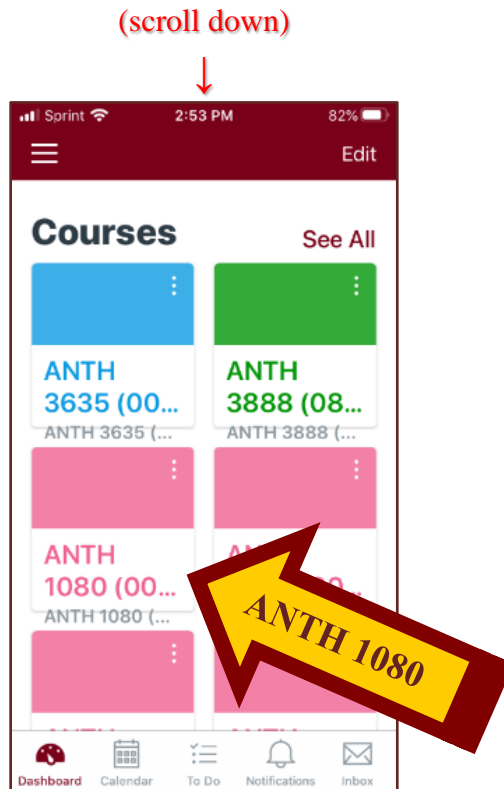 (scroll down)
↓
Sprint 2:53 PM 82%
Edit
Courses See All
ANTH
3635 (00...
ANTH 3635 (...
ANTH
3888 (08...
ANTH 3888 (...
ANTH
1080 (00...
ANTH 1080 (...
ANTH 1080
Dashboard Calendar To Do Notifications Inbox